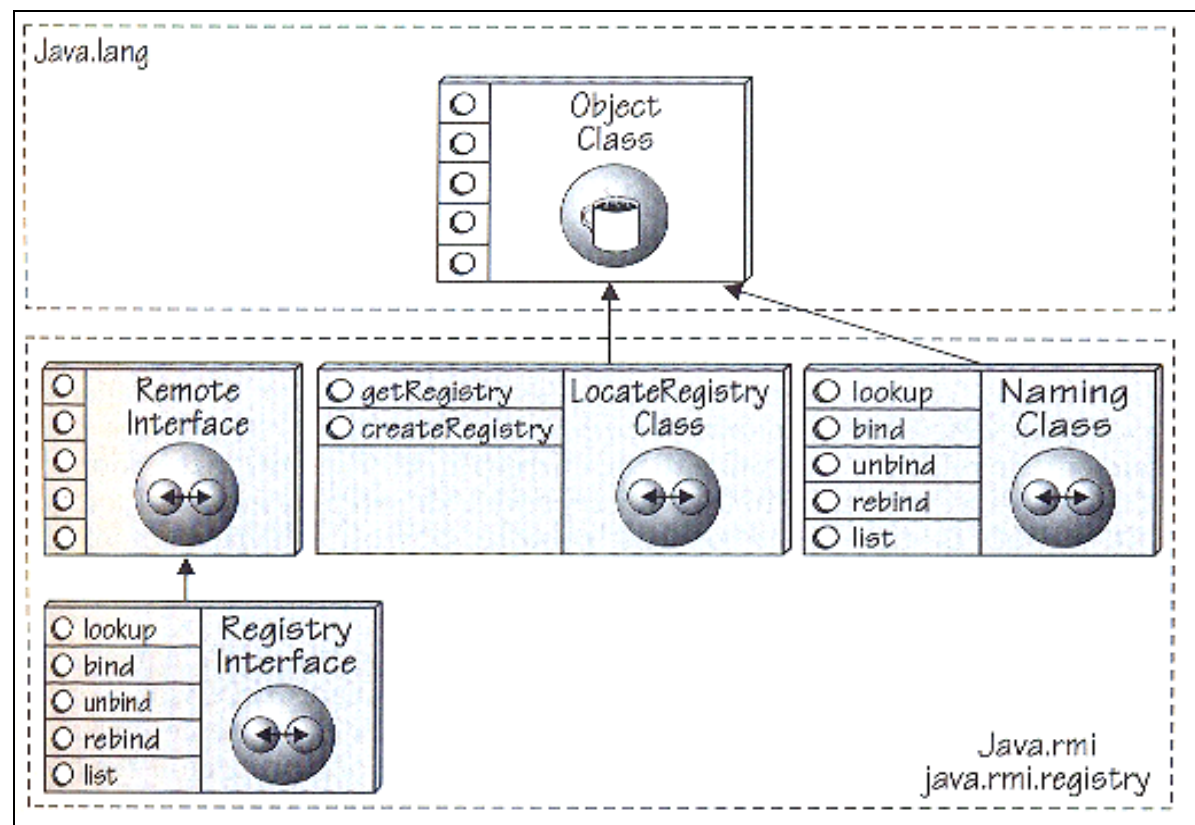 Java.lang
Object
Class
Remote
Interface
getRegistry
createRegistry
LocateRegistry
Class
lookup
bind
unbind
rebind
list
Naming
Class
lookup
bind
unbind
rebind
list
Registry
Interface
Java.rmi
java.rmi.registry